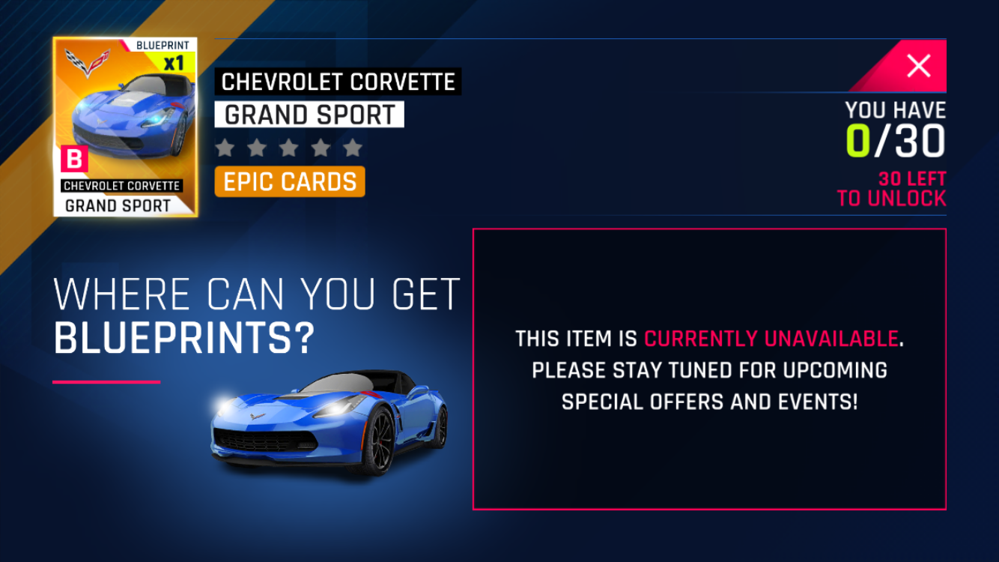 BLUEPRINT
x1
B
CHEVROLET CORVETTE
GRAND SPORT
CHEVROLET CORVETTE
GRAND SPORT
EPIC CARDS
YOU HAVE
0/30
30 LEFT
TO UNLOCK
WHERE CAN YOU GET
BLUEPRINTS?
THIS ITEM IS CURRENTLY UNAVAILABLE.
PLEASE STAY TUNED FOR UPCOMING
SPECIAL OFFERS AND EVENTS!